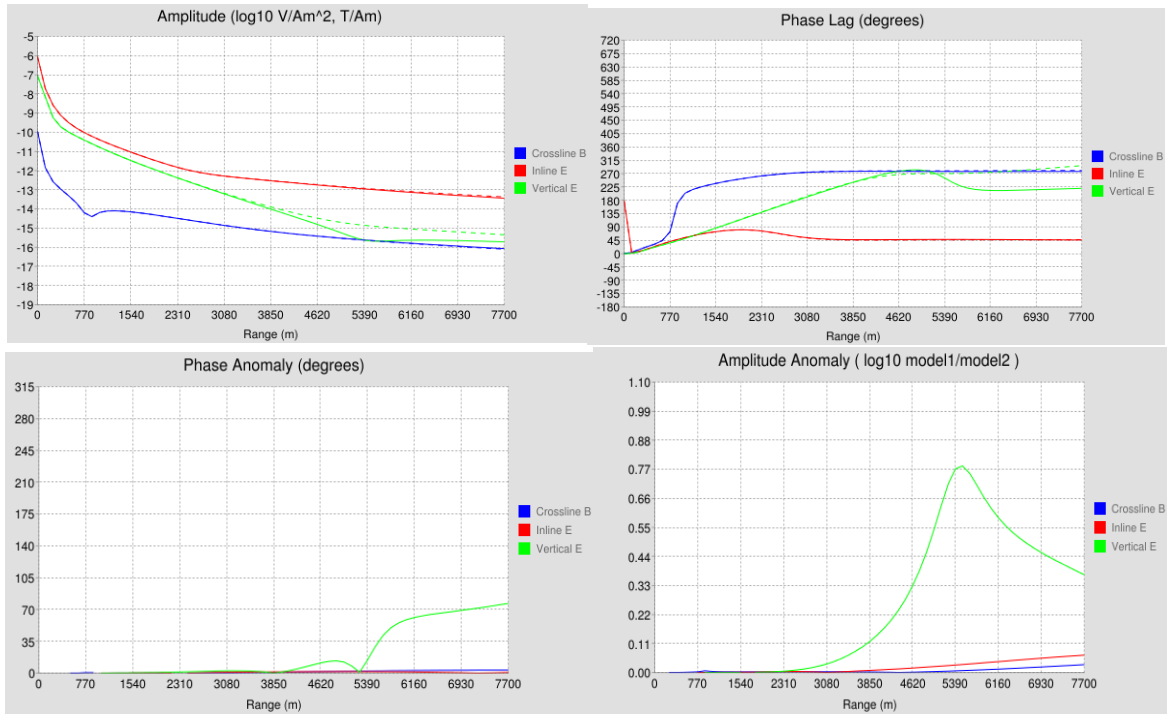 Amplitude (log10 V/Am^2, T/Am)
-5
-6
-7
-8
-9
-10
-11
-12
-13
-14
-15
-16
-17
-18
-19
0 770 1540 2310 3080 3850 4620 5390 6160 6930 7700
Range (m)
Crossline B
Inline E
Vertical E
Phase Lag (degrees)
720
675
630
585
540
495
450
405
360
315
270
225
180
135
90
45
0
-45
-90
-135
-180
0 770 1540 2310 3080 3850 4620 5390 6160 6930 7700
Range (m)
Crossline B
Inline E
Vertical E
Phase Anomaly (degrees)
315
280
245
210
175
140
105
70
35
0
0 770 1540 2310 3080 3850 4620 5390 6160 6930 7700
Range (m)
Crossline B
Inline E
Vertical E
Amplitude Anomaly ( log10 model1/model2 )
1.10
0.99
0.88
0.77
0.66
0.55
0.44
0.33
0.22
0.11
0.00
0 770 1540 2310 3080 3850 4620 5390 6160 6930 7700
Range (m)
Crossline B
Inline E
Vertical E